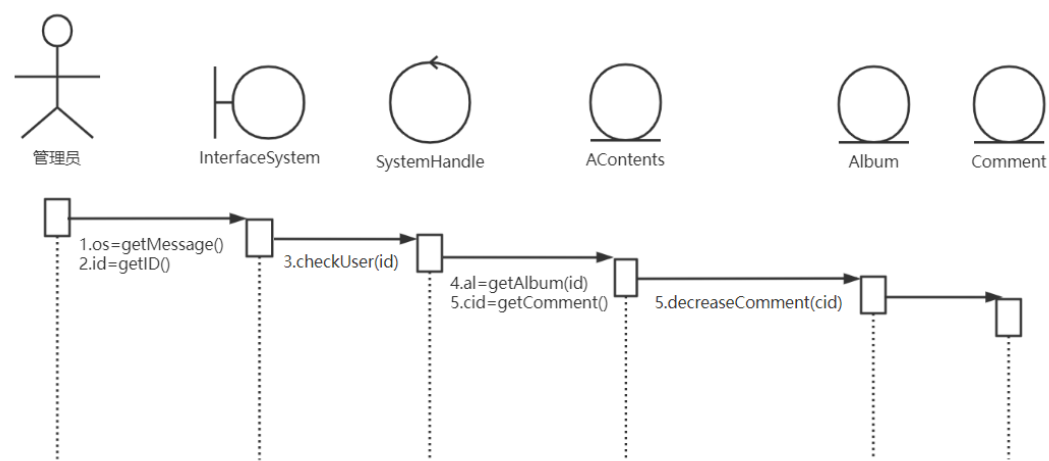 管理员
InterfaceSystem
SystemHandle
AContents
Album
Comment
1.os=getMessage()
2.id=getID()
3.checkUser(id)
4.al=getAlbum(id)
5.cid=getComment()
5.decreaseComment(cid)